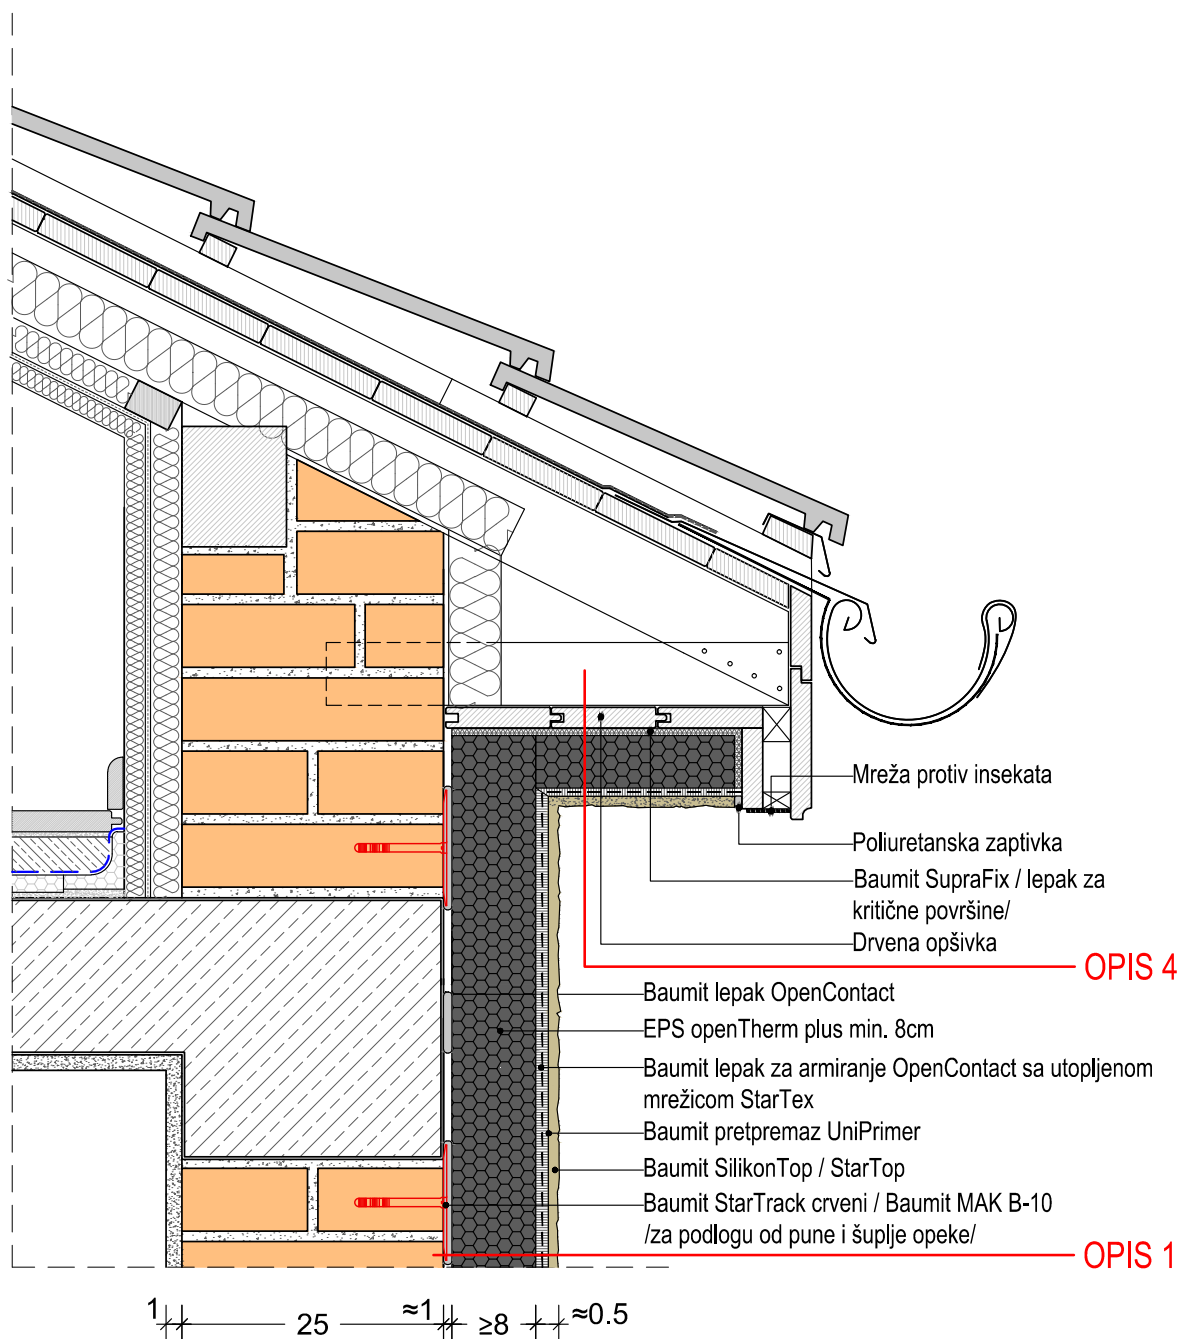 Mreža protiv insekata
Poliuretanska zaptivka
Baumit SupraFix / lepak za
kritične površine/
Drvena opšivka
OPIS 4
Baumit lepak OpenContact
EPS openTherm plus min. 8cm
Baumit lepak za armiranje OpenContact sa utopljenom
mrežicom StarTex
Baumit pretpremaz UniPrimer
Baumit SilikonTop / StarTop
Baumit StarTrack crveni / Baumit MAK B-10
/za podlogu od pune i šuplje opeke/
OPIS 1
1 25 ≈1 ≥8 ≈0.5